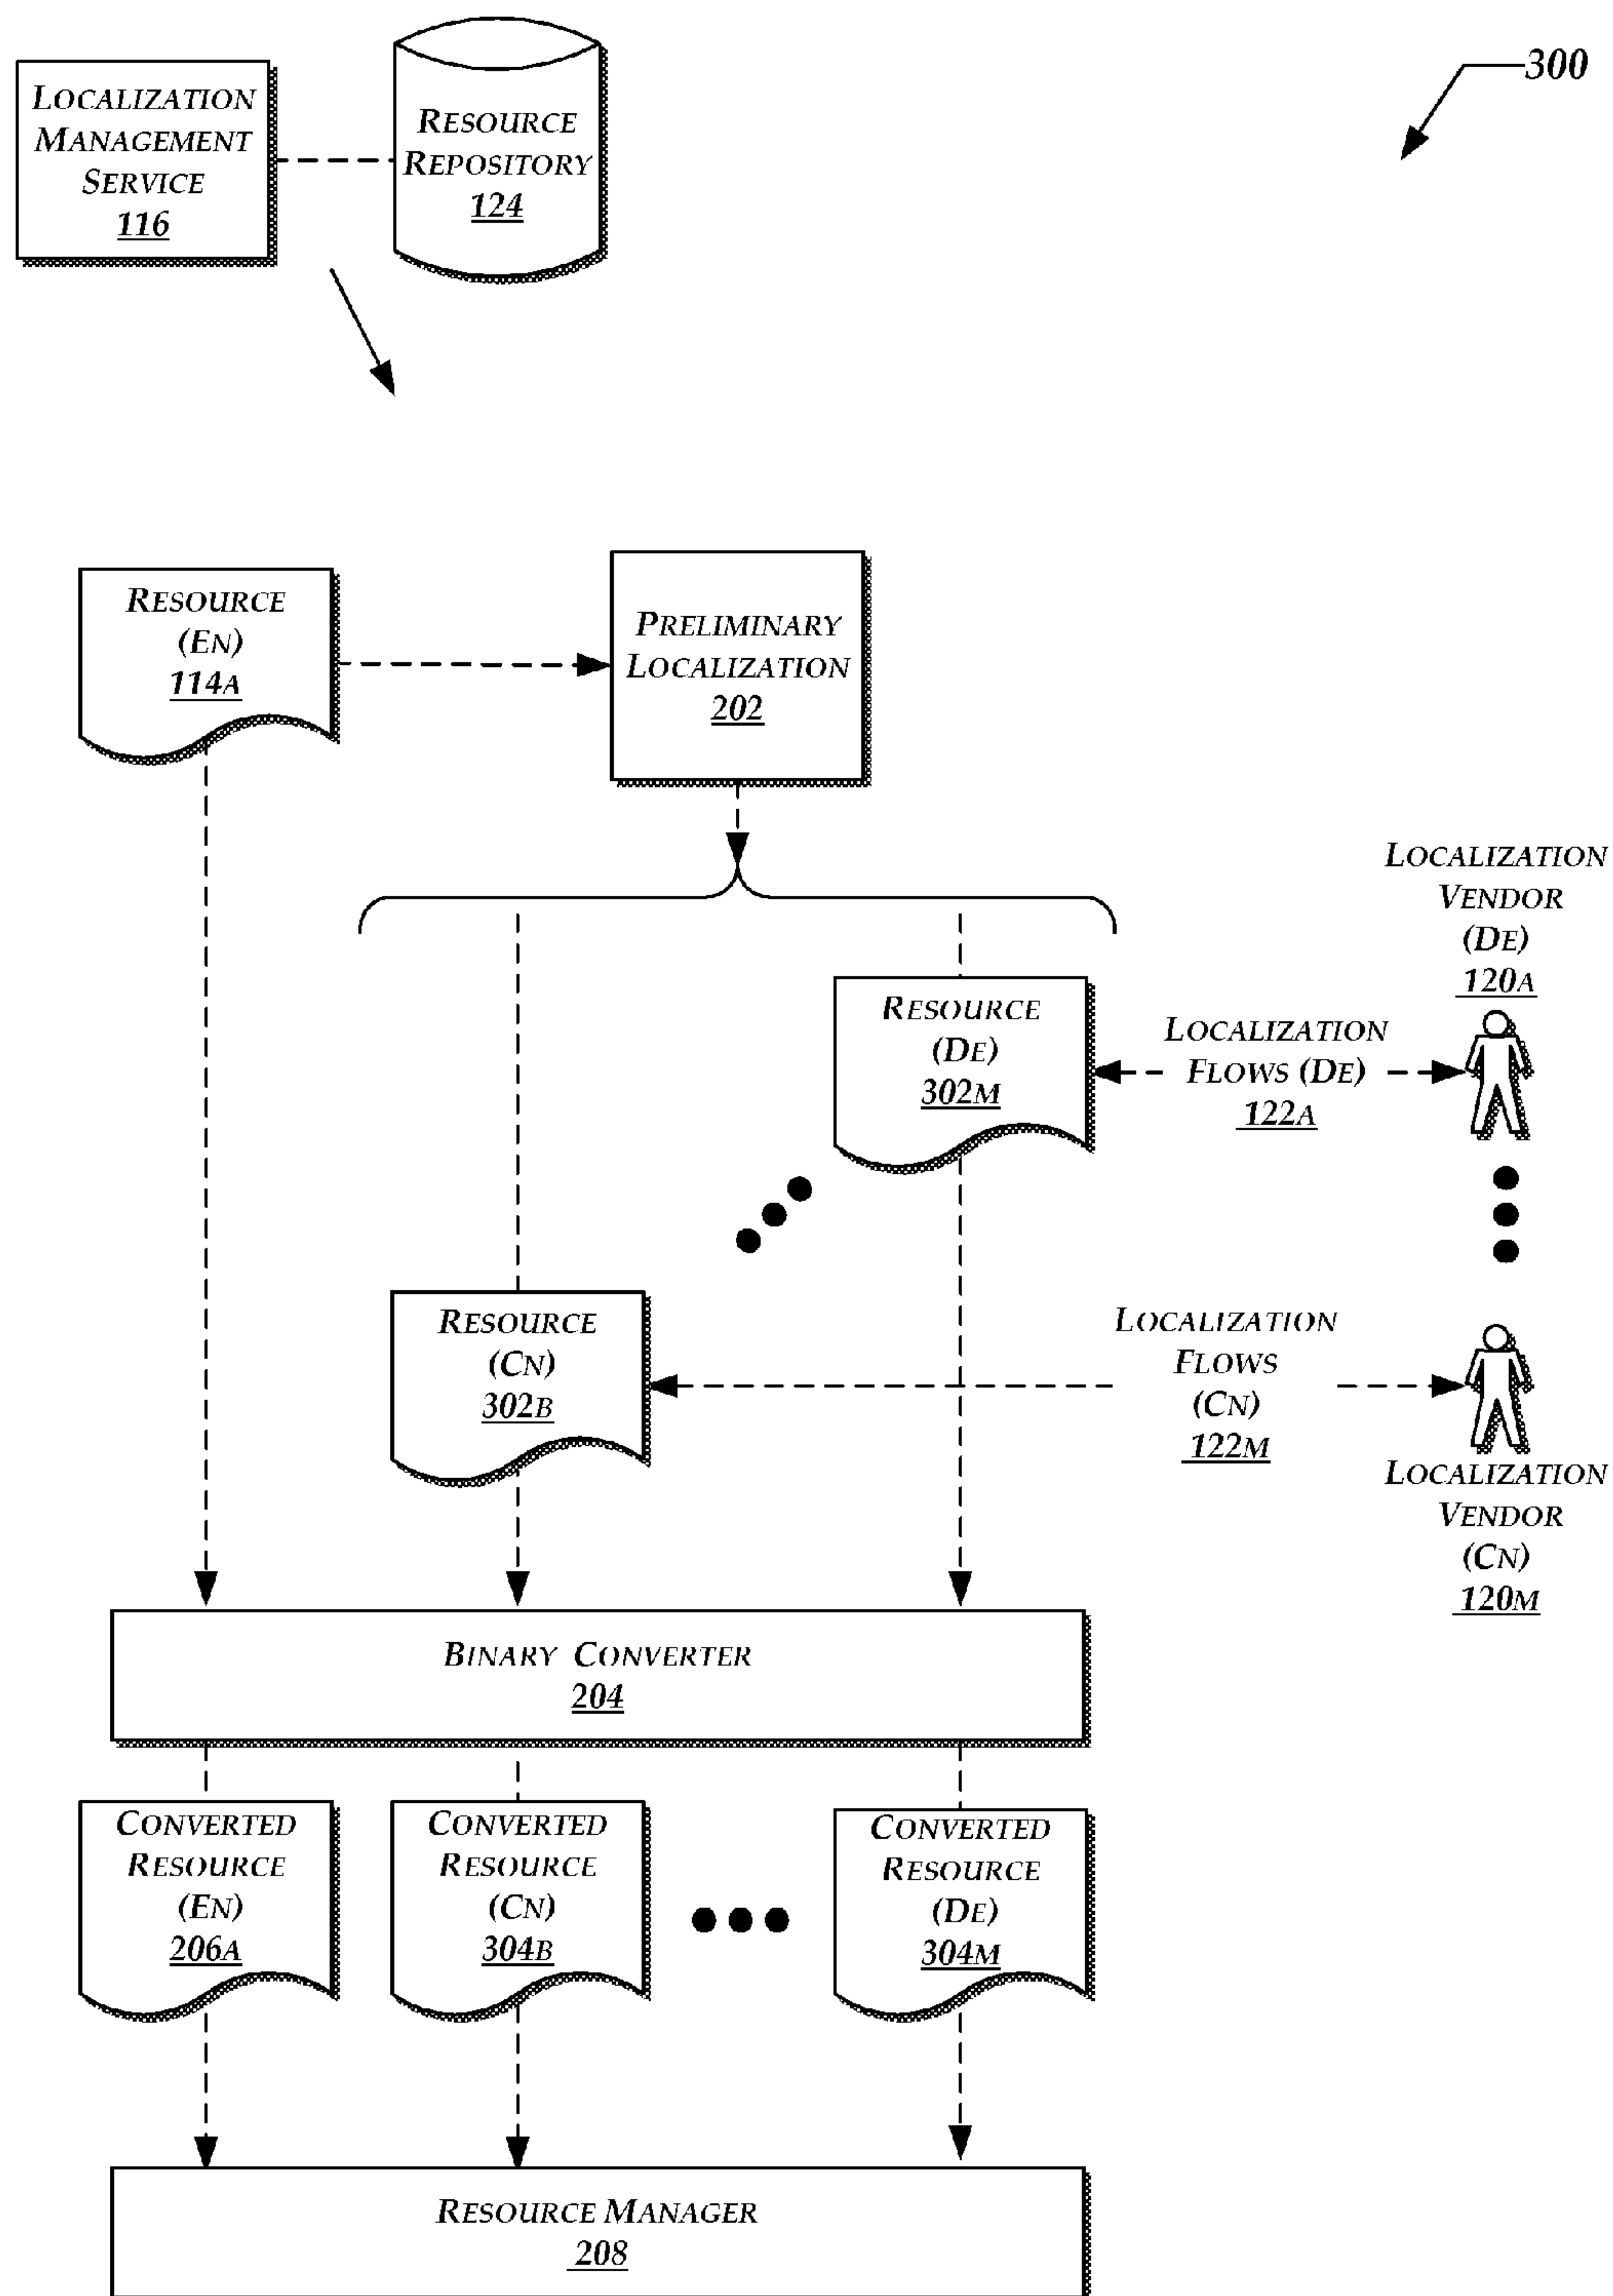 300
LOCALIZATION
MANAGEMENT
SERVICE
116
RESOURCE
REPOSITORY
124
RESOURCE
(EN)
114A
PRELIMINARY
LOCALIZATION
202
LOCALIZATION
VENDOR
(DE)
120A
RESOURCE
(DE)
302M
LOCALIZATION
FLOWS (DE)
122A
RESOURCE
(CN)
302B
LOCALIZATION
FLOWS
(CN)
122M
LOCALIZATION
VENDOR
(CN)
120M
BINARY CONVERTER
204
CONVERTED
RESOURCE
(EN)
206A
CONVERTED
RESOURCE
(CN)
304B
CONVERTED
RESOURCE
(DE)
304M
RESOURCE MANAGER
208